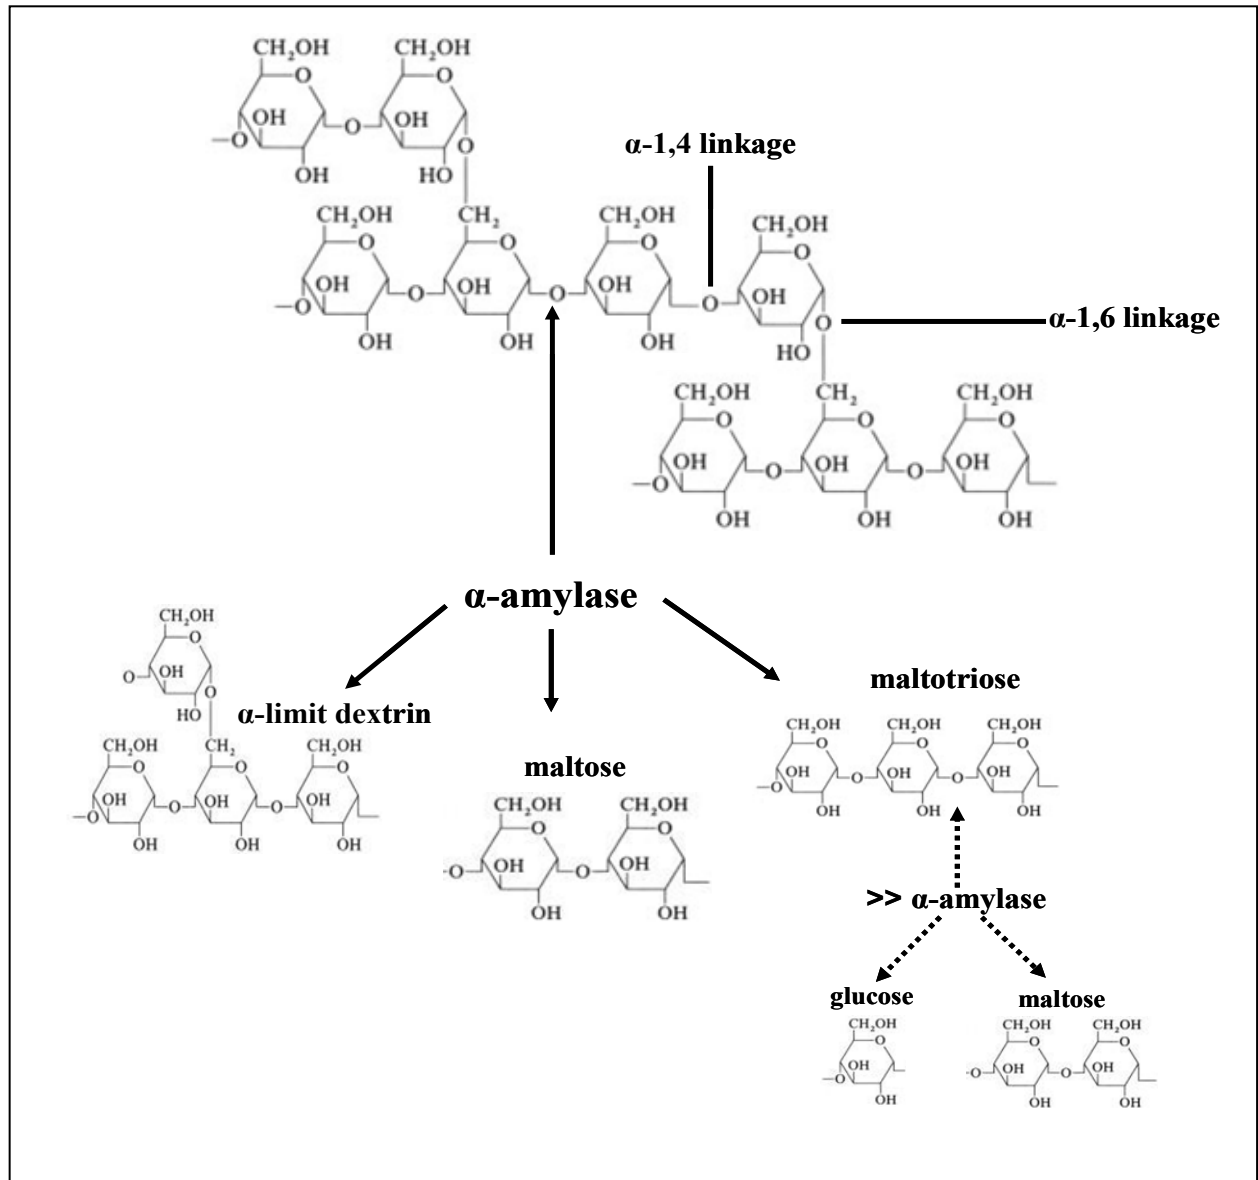 CH₂OH CH₂OH
O O
OH O OH
O O
OH HO
α-1,4 linkage
CH₂OH CH₂ CH₂OH CH₂OH
O O O O
OH O OH O OH O OH
O O
OH OH OH HO
α-1,6 linkage
CH₂OH CH₂ CH₂OH
O O O
OH O OH O OH
O
OH OH OH
α-amylase
CH₂OH
O
O OH
O
HO
α-limit dextrin
CH₂OH CH₂ CH₂OH
O O O
OH O OH O OH
O
OH OH OH
maltose
CH₂OH CH₂OH
O O
O OH O OH
OH OH
maltotriose
CH₂OH CH₂OH CH₂OH
O O O
OH O OH O OH
O
OH OH OH
>> α-amylase
glucose
CH₂OH
O
OH
O
OH
maltose
CH₂OH CH₂OH
O O
O OH O OH
OH OH